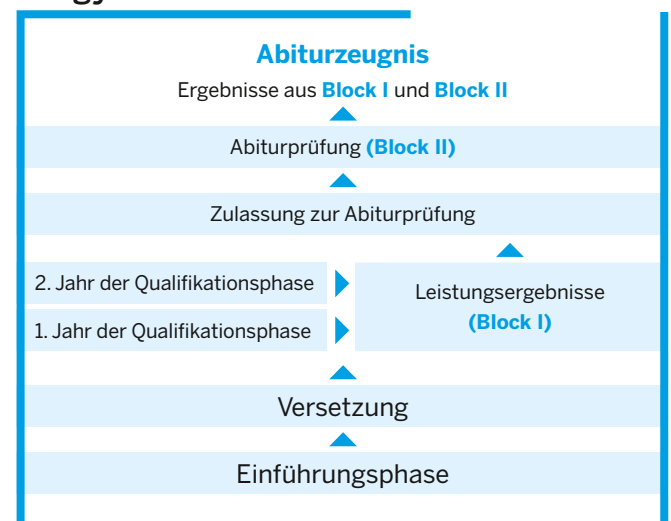 Abiturzeugnis
Ergebnisse aus Block I und Block II
Abiturprüfung (Block II)
Zulassung zur Abiturprüfung
2. Jahr der Qualifikationsphase
1. Jahr der Qualifikationsphase
Leistungsergebnisse
(Block I)
Versetzung
Einführungsphase